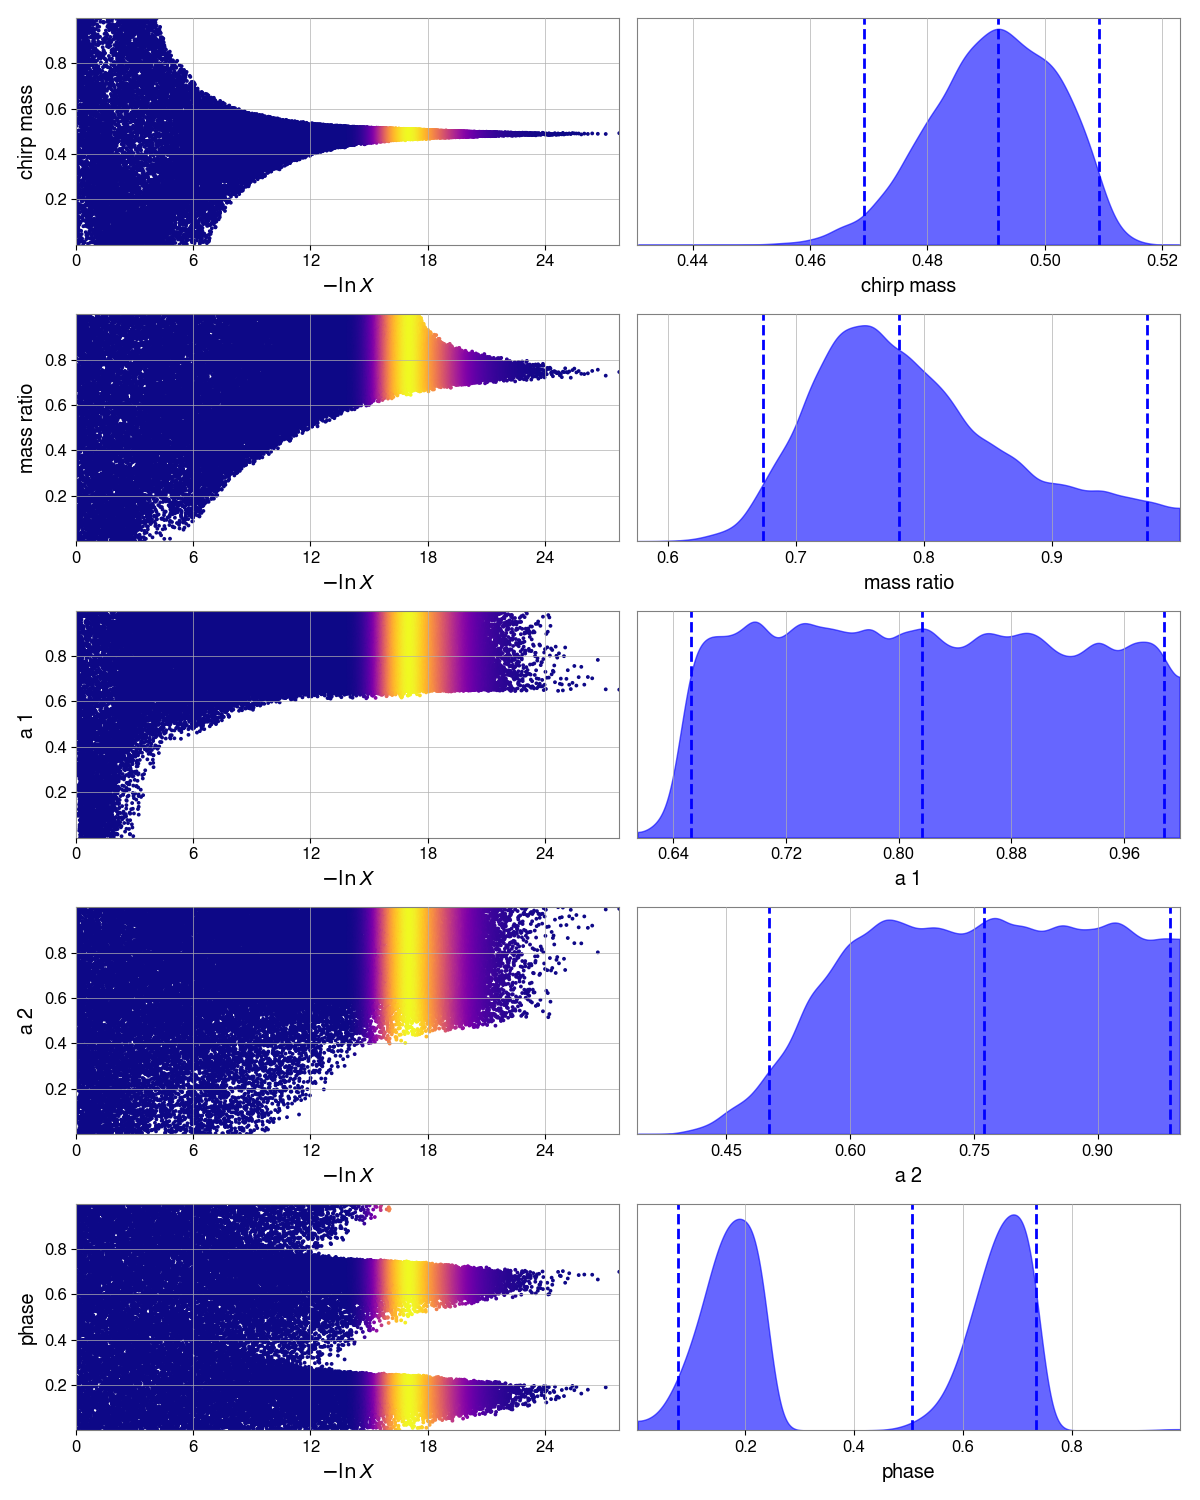 0.8
0.6
0.4
0.2
chirp mass
0 6 12 18 24
−ln X
0.44 0.46 0.48 0.50 0.52
chirp mass
0.8
0.6
0.4
0.2
mass ratio
0 6 12 18 24
−ln X
0.6 0.7 0.8 0.9
mass ratio
0.8
0.6
0.4
0.2
a 1
0 6 12 18 24
−ln X
0.64 0.72 0.80 0.88 0.96
a 1
0.8
0.6
0.4
0.2
a 2
0 6 12 18 24
−ln X
0.45 0.60 0.75 0.90
a 2
0.8
0.6
0.4
0.2
phase
0 6 12 18 24
−ln X
0.2 0.4 0.6 0.8
phase